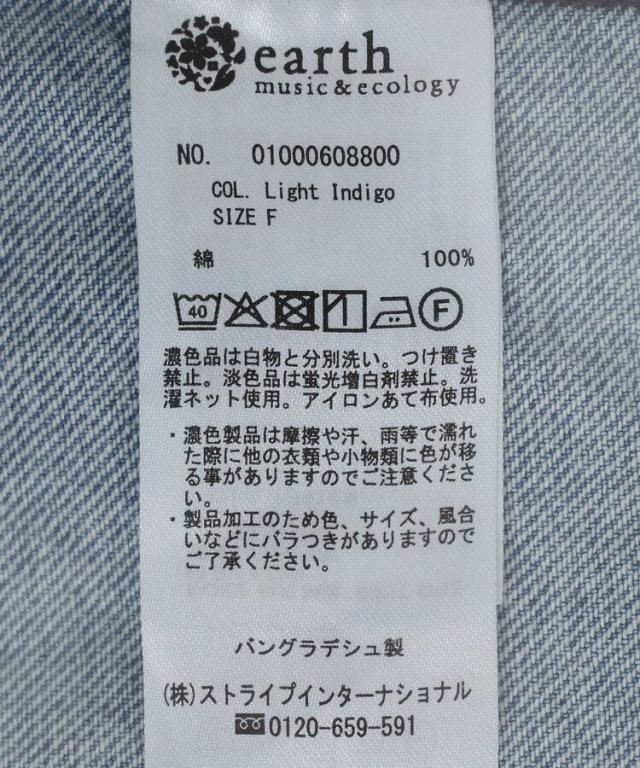 earth
music&ecology
NO. 01000608800
COL. Light Indigo
SIZE F
綿 100%
40 F
濃色品は白物と分別洗い。つけ置き
禁止。淡色品は蛍光増白剤禁止。洗
濯ネット使用。アイロンあて布使用。
・濃色製品は摩擦や汗、雨等で濡れ
た際に他の衣類や小物類に色が移
る事がありますのでご注意くださ
い。
・製品加工のため色、サイズ、風合
いなどにバラつきがありますので
ご了承ください。
バングラデシュ製
(株)ストライプインターナショナル
0120-659-591